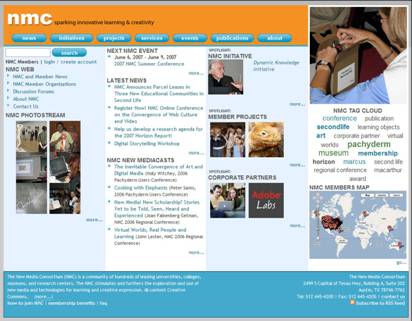 nmc sparking innovative learning & creativity
news initiatives projects services events publications about
search
NMC Members : login / create account
NMC WEB
NMC and Member News
NMC Member Organizations
Discussion Forums
About NMC
Contact Us
NMC PHOTOSTREAM
more...
NEXT NMC EVENT
June 6, 2007 - June 9, 2007
2007 NMC Summer Conference
more...
LATEST NEWS
NMC Announces Parcel Leases in
Three New Educational Communities in
Second Life
Register Now! NMC Online Conference
on the Convergence of Web Culture
and Video
Help us develop a research agenda for
the 2007 Horizon Report!
Digital Storytelling Workshop
more...
NEW NMC MEDIACASTS
The Inevitable Convergence of Art and
Digital Media (Holly Witchey, 2006
Pachyderm Users Conference)
Cooking with Elephants (Peter Samis,
2006 Pachyderm Users Conference)
New Media! New Scholarship? Stories
Yet to be Told, Seen, Heard and
Experienced (Joan Falkenberg Getman,
NMC 2006 Regional Conference)
Virtual Worlds, Real People and
Learning (John Lester, NMC 2006
Regional Conference)
more...
SPOTLIGHT:
NMC INITIATIVE
Dynamic Knowledge
Initiative
more...
SPOTLIGHT:
MEMBER PROJECTS
more...
SPOTLIGHT:
CORPORATE PARTNERS
Adobe
Labs
more...
NMC TAG CLOUD
conference publication
secondlife learning objects
art corporate partner virtual
worlds pachyderm
museum membership
horizon marcus second life
regional conference macarthur
award
NMC MEMBERS MAP
go...
The New Media Consortium (NMC) is a community of hundreds of leading universities, colleges,
museums, and research centers. The NMC stimulates and furthers the exploration and use of
new media and technologies for learning and creative expression. Creative
Commons. (more...)
How to join NMC | membership benefits | faq
The New Media Consortium
2499 S Capital of Texas Hwy, Building A, Suite 202
Austin, TX 78746-7762
Tel: 512 445-4200 | Fax: 512 445-4205 | contact us
Subscribe to RSS Feed